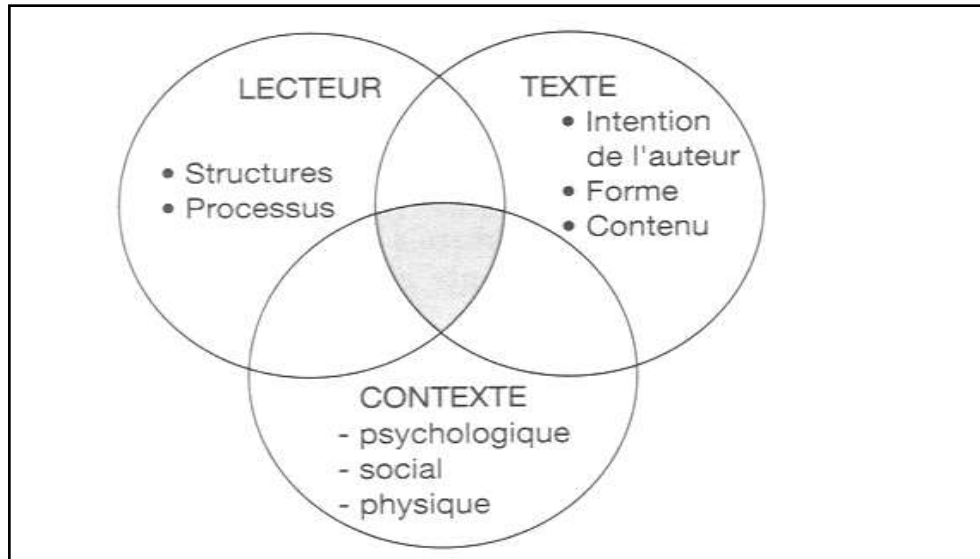 LECTEUR
• Structures
• Processus
TEXTE
• Intention
de l'auteur
• Forme
• Contenu
CONTEXTE
- psychologique
- social
- physique